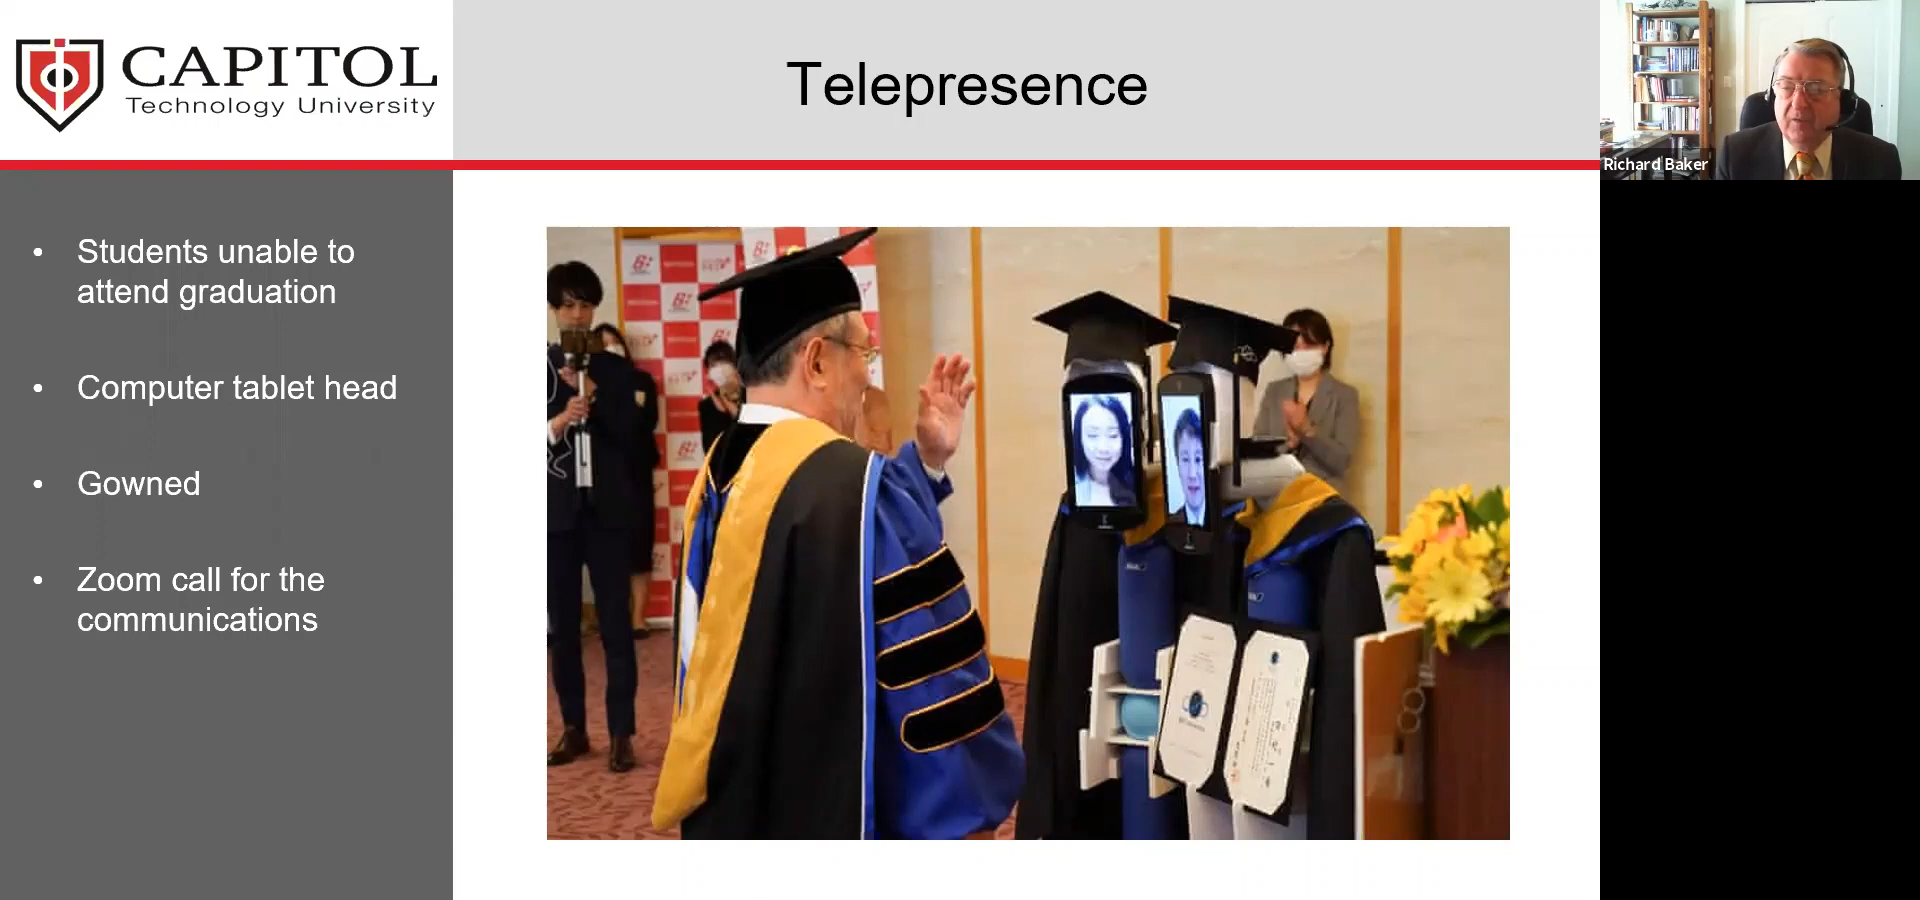 CAPITOL
Technology University
Telepresence
Richard Baker
• Students unable to
attend graduation
• Computer tablet head
• Gowned
• Zoom call for the
communications